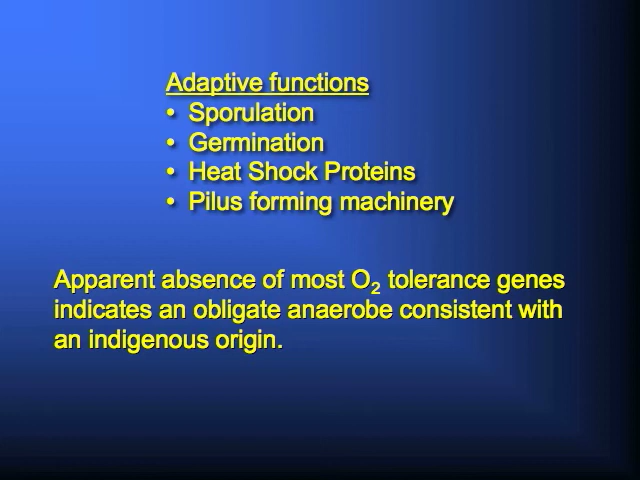 Adaptive functions
• Sporulation
• Germination
• Heat Shock Proteins
• Pilus forming machinery
Apparent absence of most O₂ tolerance genes
indicates an obligate anaerobe consistent with
an indigenous origin.